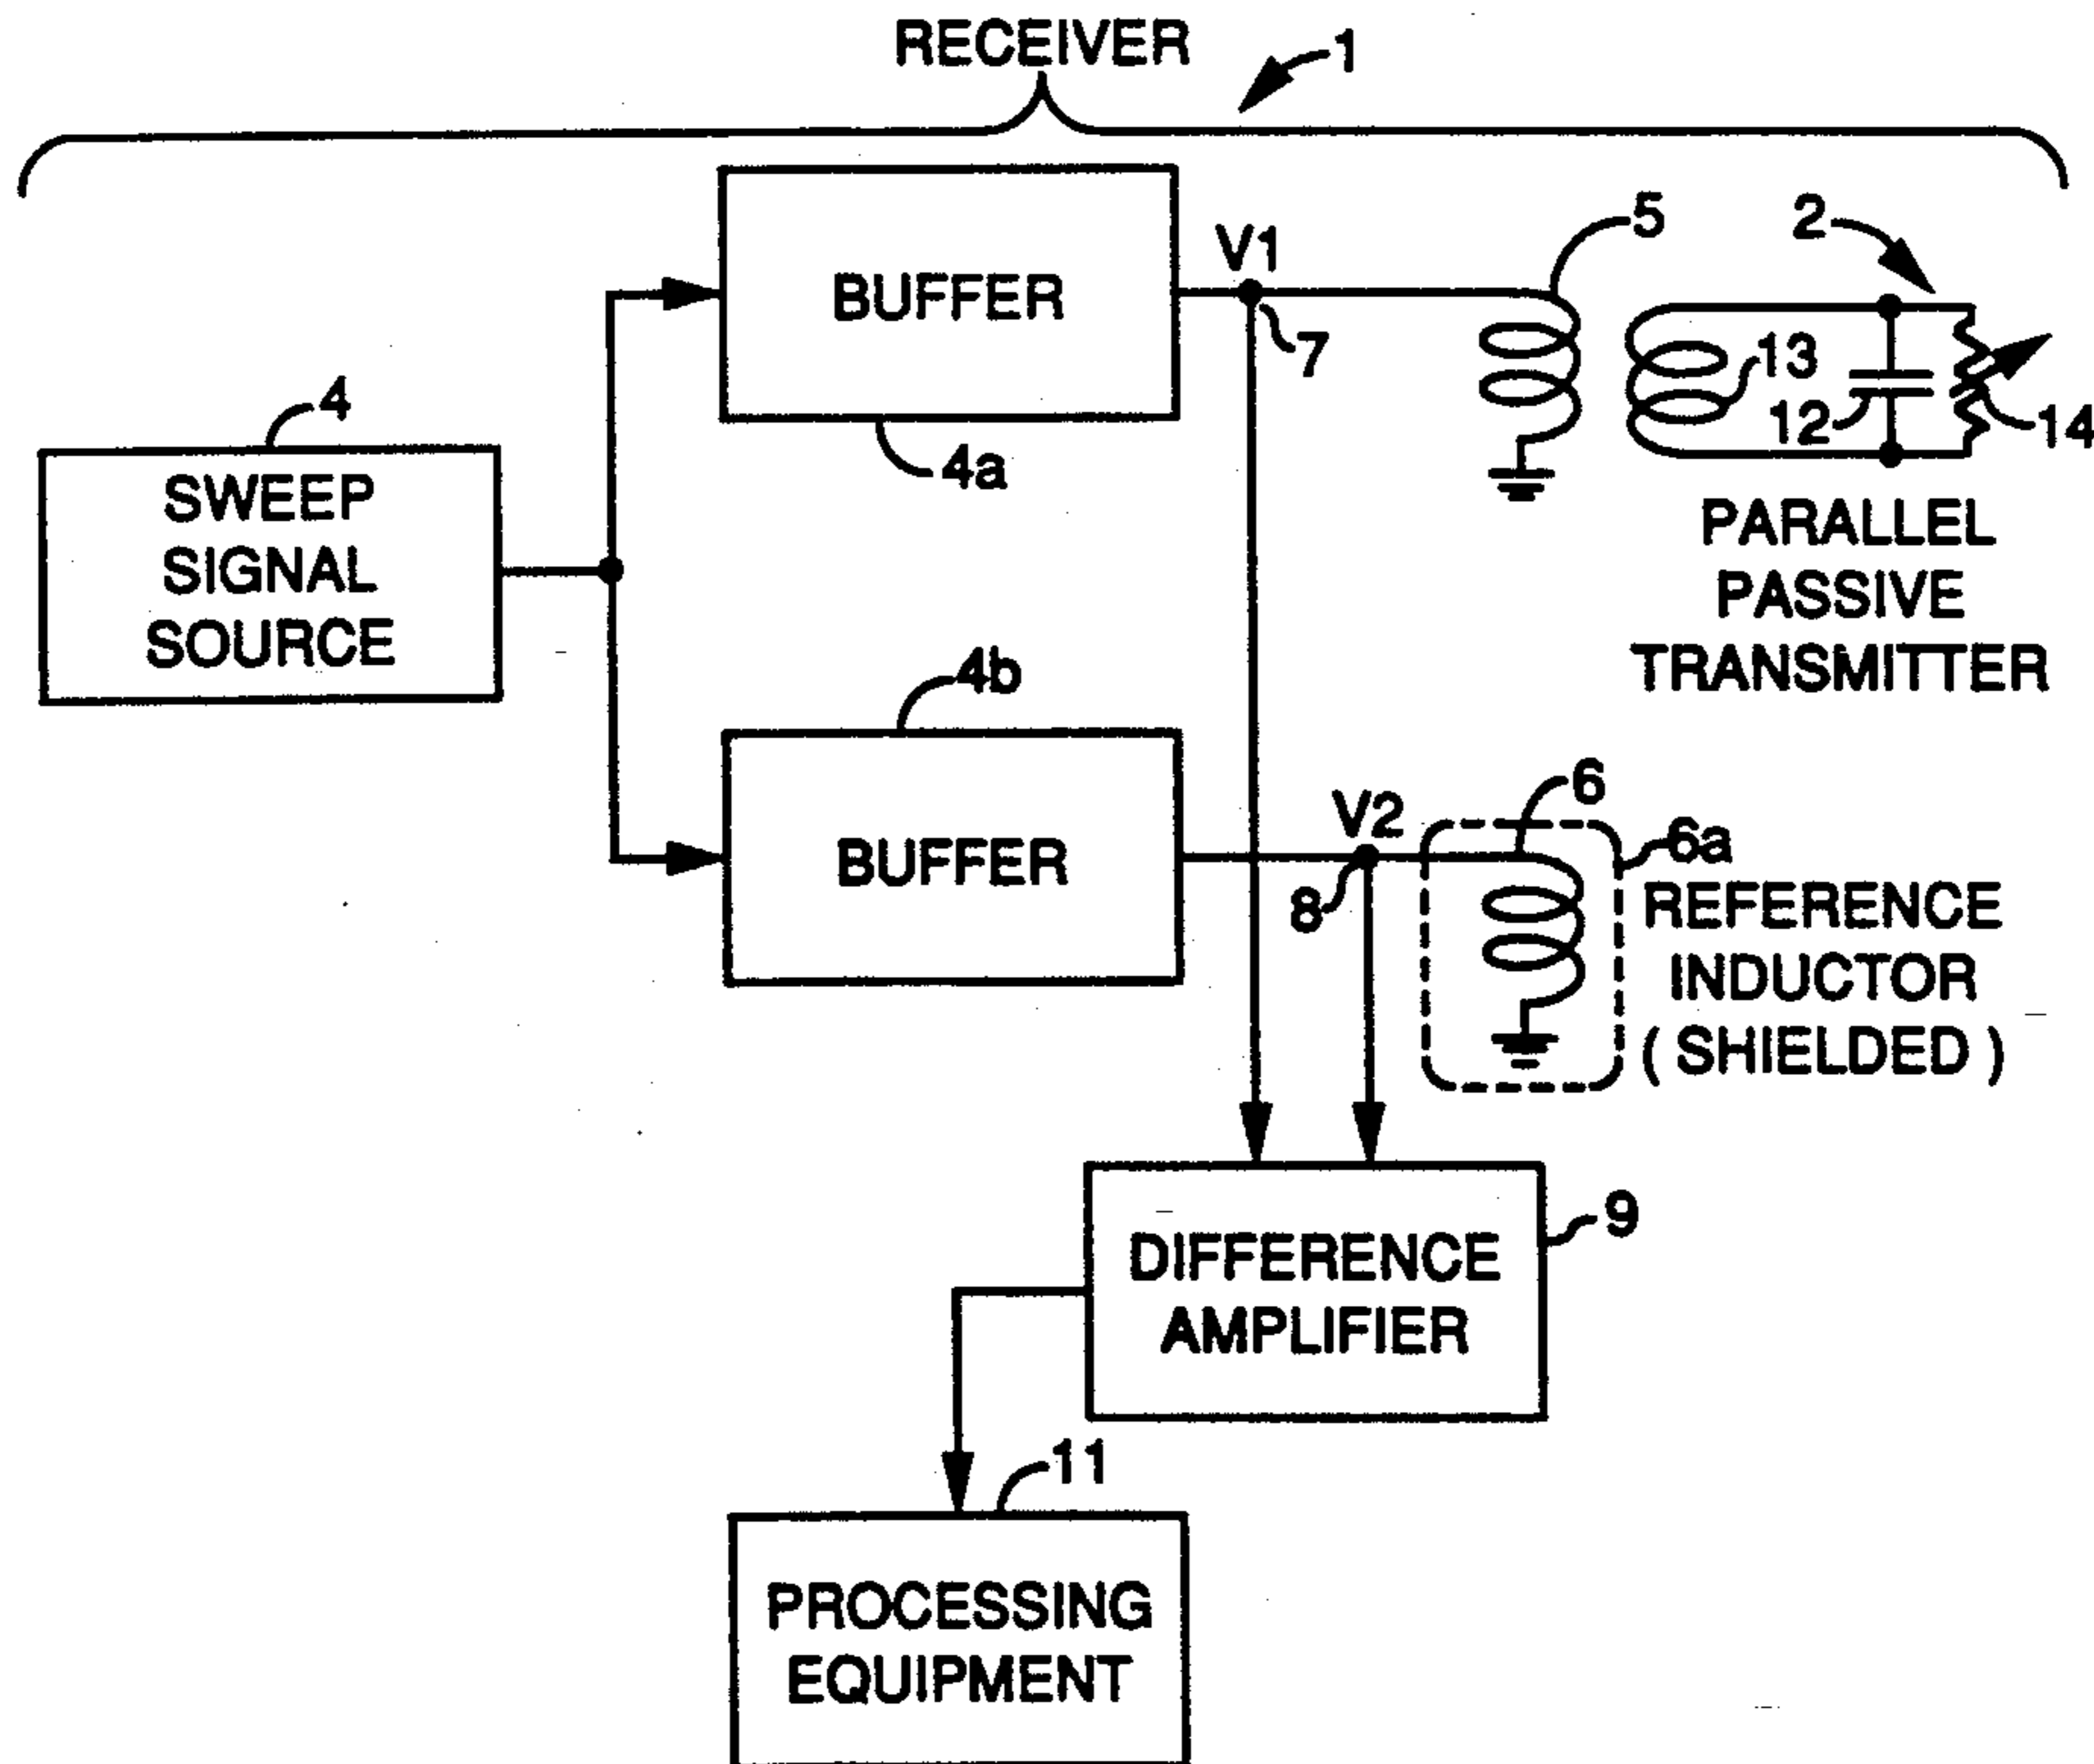 RECEIVER
1
BUFFER
4a
V1
7
5
2
13
12
14
PARALLEL
PASSIVE
TRANSMITTER
4
SWEEP
SIGNAL
SOURCE
4b
BUFFER
V2
8
6
6a
REFERENCE
INDUCTOR
( SHIELDED )
DIFFERENCE
AMPLIFIER
9
11
PROCESSING
EQUIPMENT